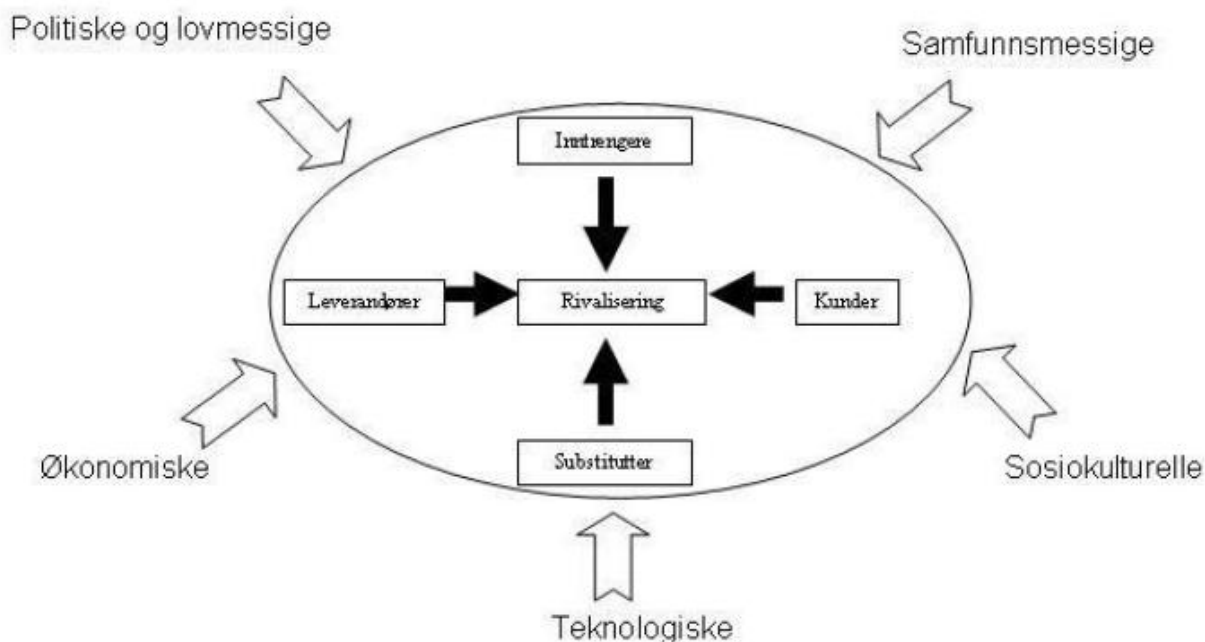 Politiske og lovmessige
Samfunnsmessige
Inntrengere
Leverandører
Rivalisering
Kunder
Økonomiske
Substitutter
Sosiokulturelle
Teknologiske